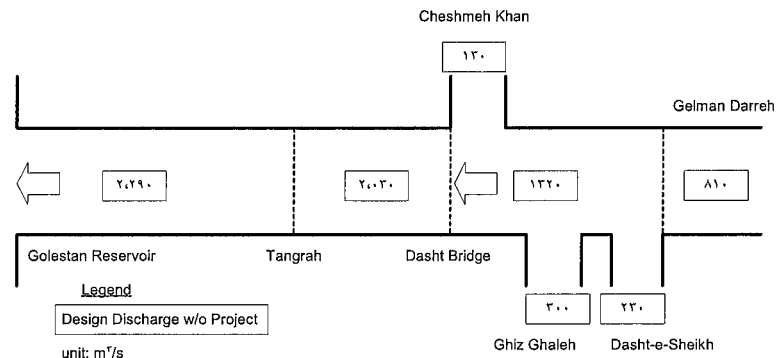 Cheshmeh Khan
۱۳۰
Gelman Darreh
۲،۲۹۰
۲،۰۳۰
۱۳۲۰
۸۱۰
Golestan Reservoir
Tangrah
Dasht Bridge
Legend
Design Discharge w/o Project
unit: m۳/s
۳۰۰
۲۳۰
Ghiz Ghaleh
Dasht-e-Sheikh